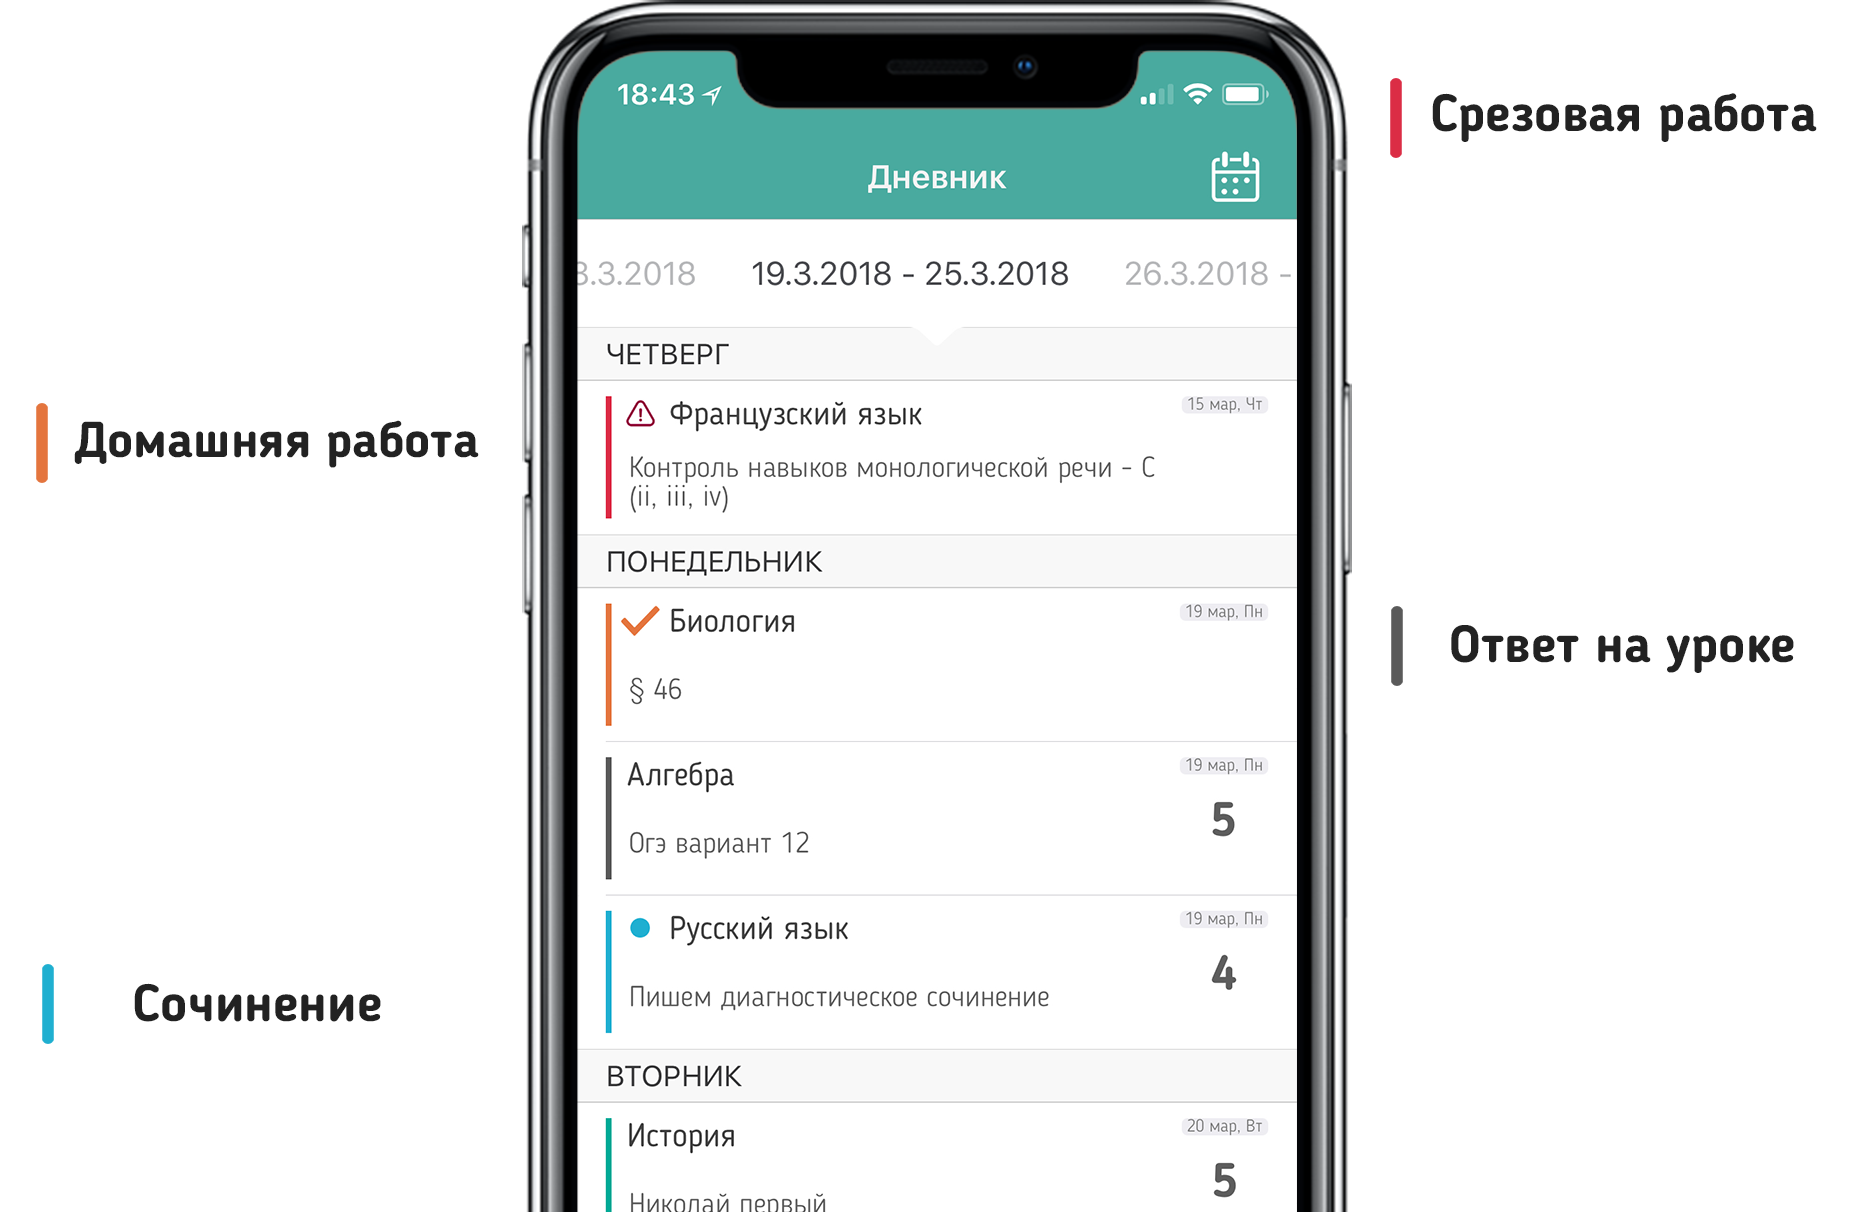 18:43
Срезовая работа
Дневник
8.3.2018
19.3.2018 - 25.3.2018
26.3.2018 -
ЧЕТВЕРГ
Французский язык
15 мар, Чт
Контроль навыков монологической речи - С
(ii, iii, iv)
Домашняя работа
ПОНЕДЕЛЬНИК
Биология
19 мар, Пн
§ 46
Ответ на уроке
Алгебра
19 мар, Пн
5
Огэ вариант 12
Русский язык
19 мар, Пн
4
Пишем диагностическое сочинение
Сочинение
ВТОРНИК
История
20 мар, Вт
5
Николай первый